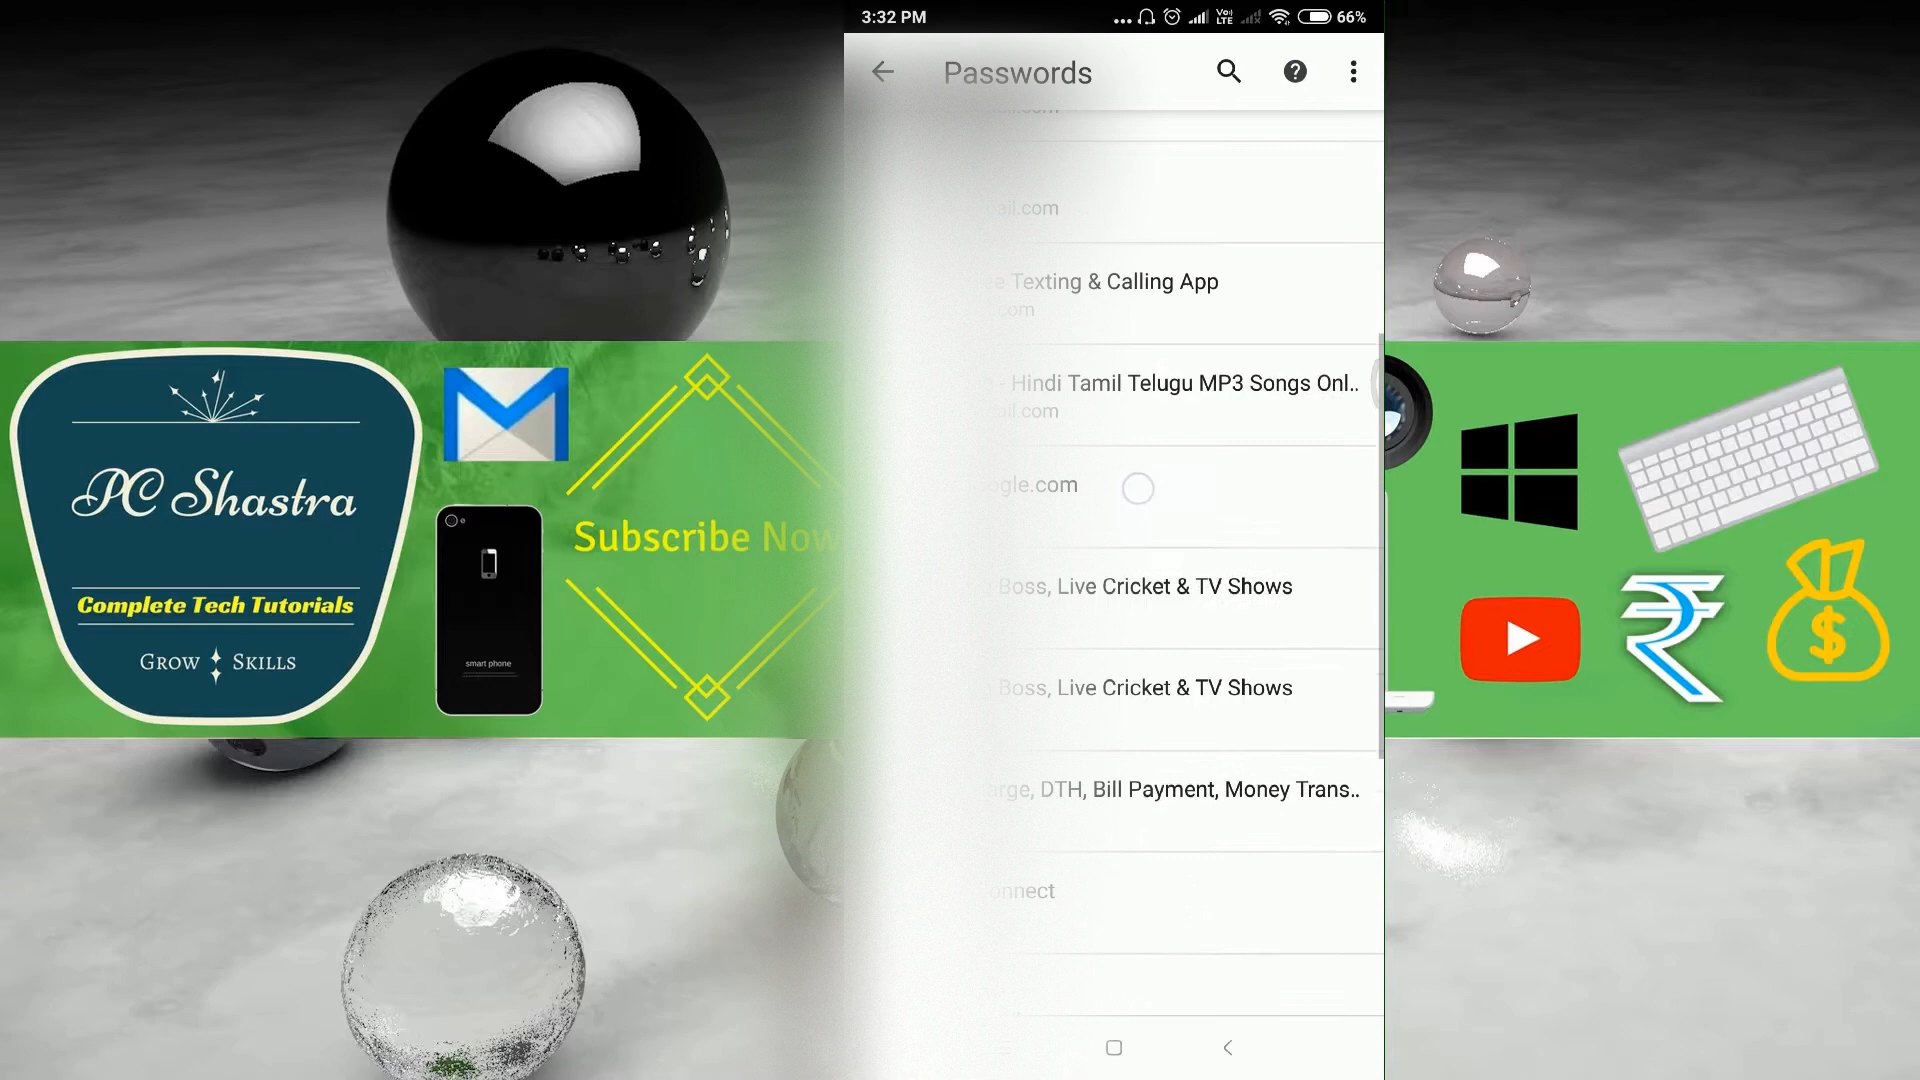 3:32 PM
Vo))
LTE
66%
Passwords
ail.com
Texting & Calling App
.com
- Hindi Tamil Telugu MP3 Songs Onl..
ail.com
ogle.com
Boss, Live Cricket & TV Shows
Boss, Live Cricket & TV Shows
arge, DTH, Bill Payment, Money Trans..
onnect
PC Shastra
Complete Tech Tutorials
GROW SKILLS
smart phone
Subscribe Now
$